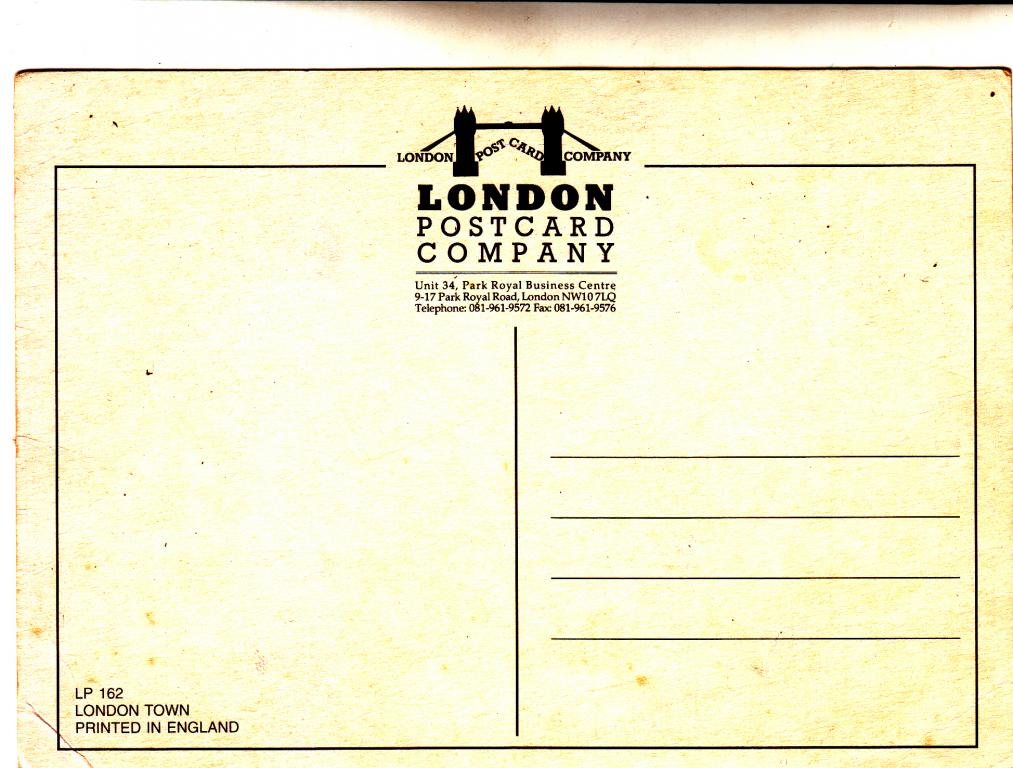 LONDON POST CARD COMPANY
LONDON
POSTCARD
COMPANY
Unit 34, Park Royal Business Centre
9-17 Park Royal Road, London NW10 7LQ
Telephone: 081-961-9572 Fax: 081-961-9576
LP 162
LONDON TOWN
PRINTED IN ENGLAND